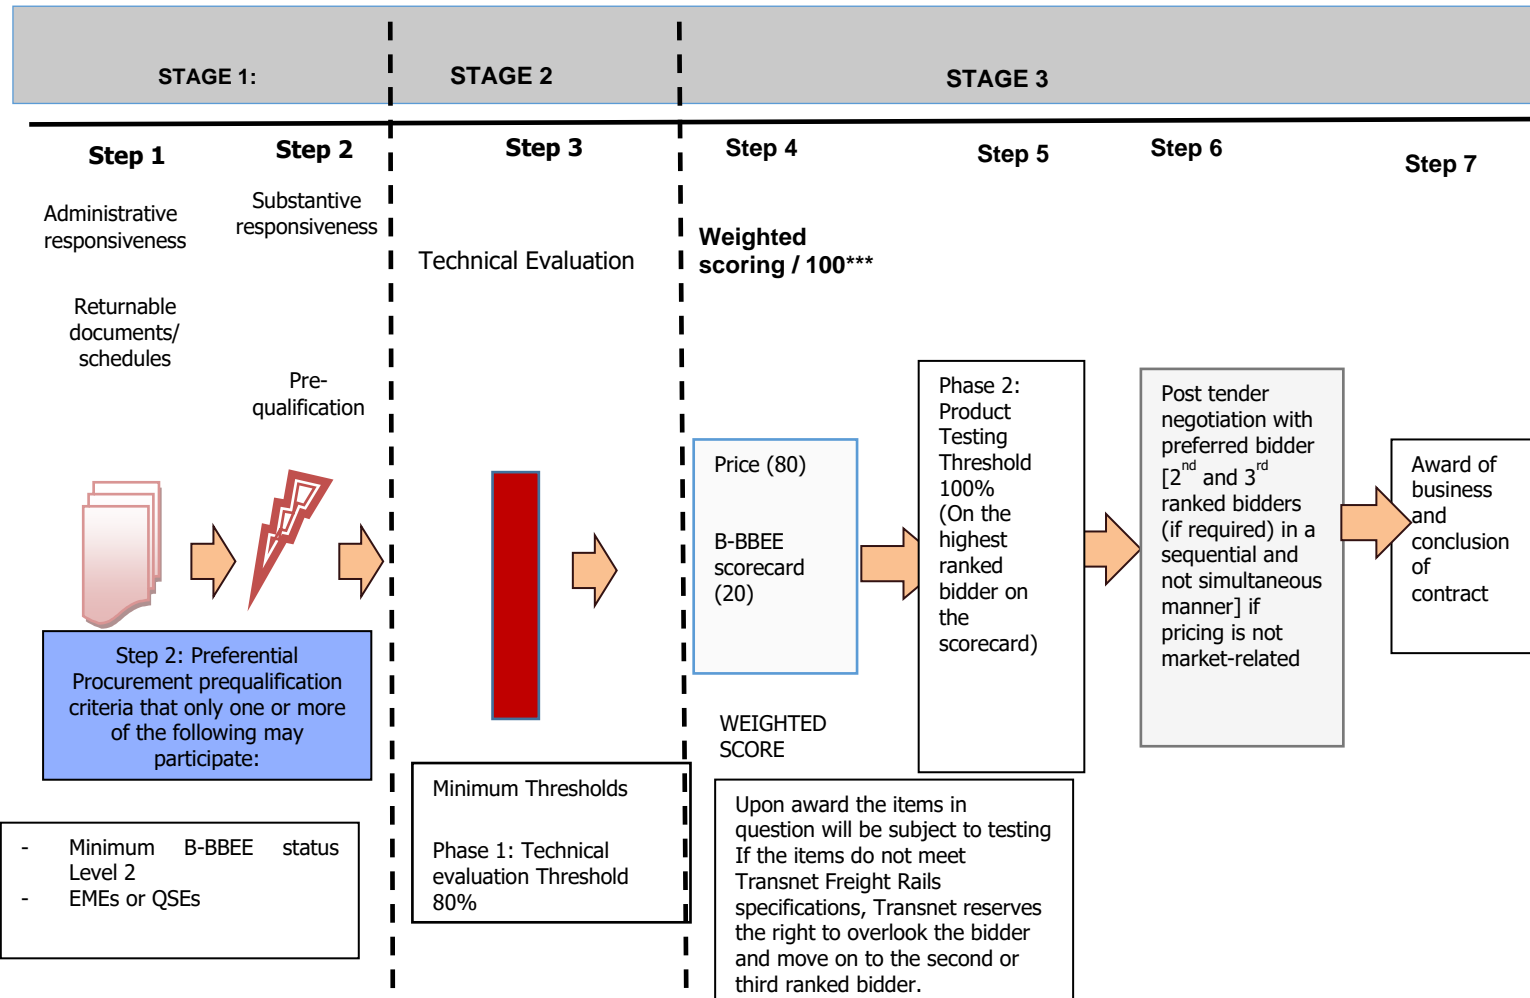 STAGE 1:
STAGE 2
STAGE 3
Step 1
Step 2
Step 3
Step 4
Step 5
Step 6
Step 7
Administrative
responsiveness
Returnable
documents/
schedules
Substantive
responsiveness
Pre-
qualification
Step 2: Preferential
Procurement prequalification
criteria that only one or more
of the following may
participate:
- Minimum B-BBEE status
Level 2
- EMEs or QSEs
Technical Evaluation
Minimum Thresholds
Phase 1: Technical
evaluation Threshold
80%
Weighted
scoring / 100***
Price (80)
B-BBEE
scorecard
(20)
WEIGHTED
SCORE
Upon award the items in
question will be subject to testing
If the items do not meet
Transnet Freight Rails
specifications, Transnet reserves
the right to overlook the bidder
and move on to the second or
third ranked bidder.
Phase 2:
Product
Testing
Threshold
100%
(On the
highest
ranked
bidder on
the
scorecard)
Post tender
negotiation with
preferred bidder
[2nd and 3rd
ranked bidders
(if required) in a
sequential and
not simultaneous
manner] if
pricing is not
market-related
Award of
business
and
conclusion
of
contract